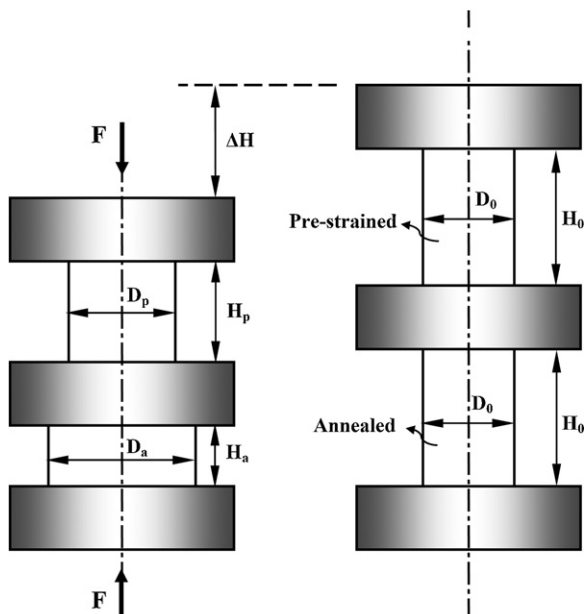 F
ΔH
D₀
H₀
Pre-strained
Dₚ
Hₚ
D₀
H₀
Annealed
Dₐ
Hₐ
F